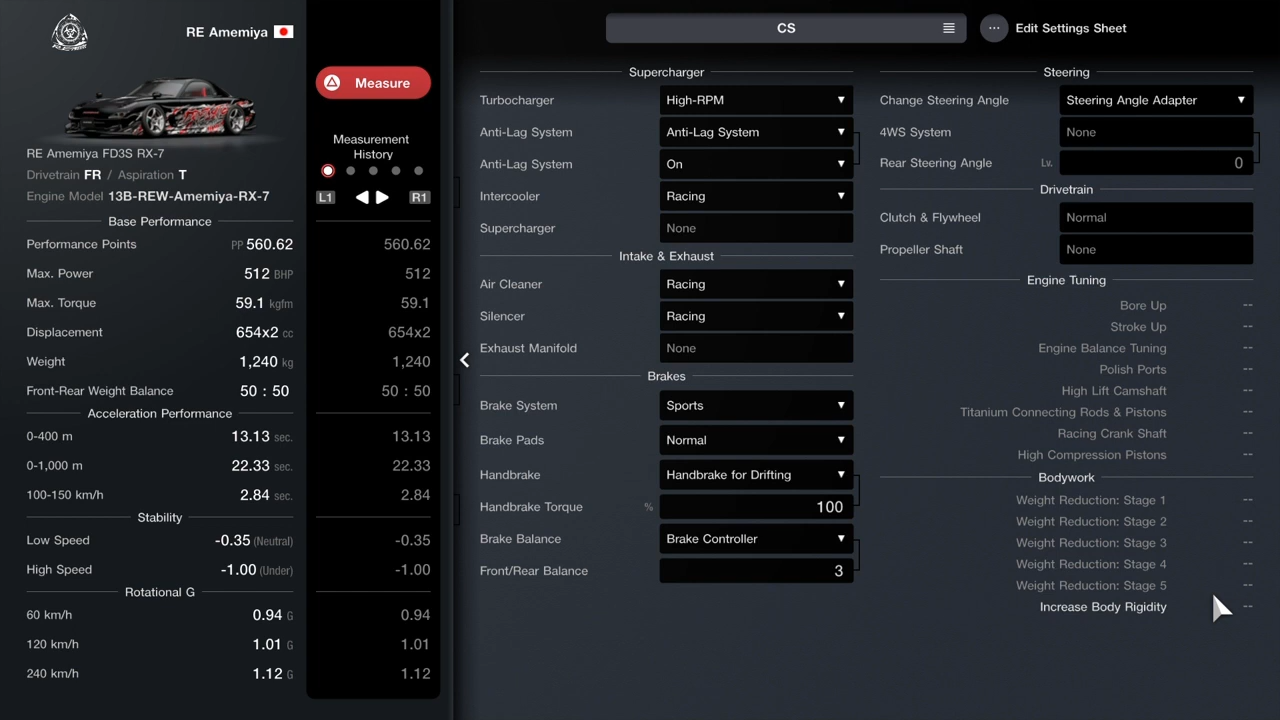 RE Amemiya
RE Amemiya FD3S RX-7
Drivetrain FR / Aspiration T
Engine Model 13B-REW-Amemiya-RX-7
Base Performance
Performance Points PP 560.62
Max. Power 512 BHP
Max. Torque 59.1 kgfm
Displacement 654x2 cc
Weight 1,240 kg
Front-Rear Weight Balance 50 : 50
Acceleration Performance
0-400 m 13.13 sec.
0-1,000 m 22.33 sec.
100-150 km/h 2.84 sec.
Stability
Low Speed -0.35 (Neutral)
High Speed -1.00 (Under)
Rotational G
60 km/h 0.94 G
120 km/h 1.01 G
240 km/h 1.12 G
Measure
Measurement
History
L1 R1
560.62
512
59.1
654x2
1,240
50 : 50
13.13
22.33
2.84
-0.35
-1.00
0.94
1.01
1.12
CS
Edit Settings Sheet
Supercharger
Turbocharger High-RPM
Anti-Lag System Anti-Lag System
Anti-Lag System On
Intercooler Racing
Supercharger None
Intake & Exhaust
Air Cleaner Racing
Silencer Racing
Exhaust Manifold None
Brakes
Brake System Sports
Brake Pads Normal
Handbrake Handbrake for Drifting
Handbrake Torque % 100
Brake Balance Brake Controller
Front/Rear Balance 3
Steering
Change Steering Angle Steering Angle Adapter
4WS System None
Rear Steering Angle Lv. 0
Drivetrain
Clutch & Flywheel Normal
Propeller Shaft None
Engine Tuning
Bore Up --
Stroke Up --
Engine Balance Tuning --
Polish Ports --
High Lift Camshaft --
Titanium Connecting Rods & Pistons --
Racing Crank Shaft --
High Compression Pistons --
Bodywork
Weight Reduction: Stage 1 --
Weight Reduction: Stage 2 --
Weight Reduction: Stage 3 --
Weight Reduction: Stage 4 --
Weight Reduction: Stage 5 --
Increase Body Rigidity --